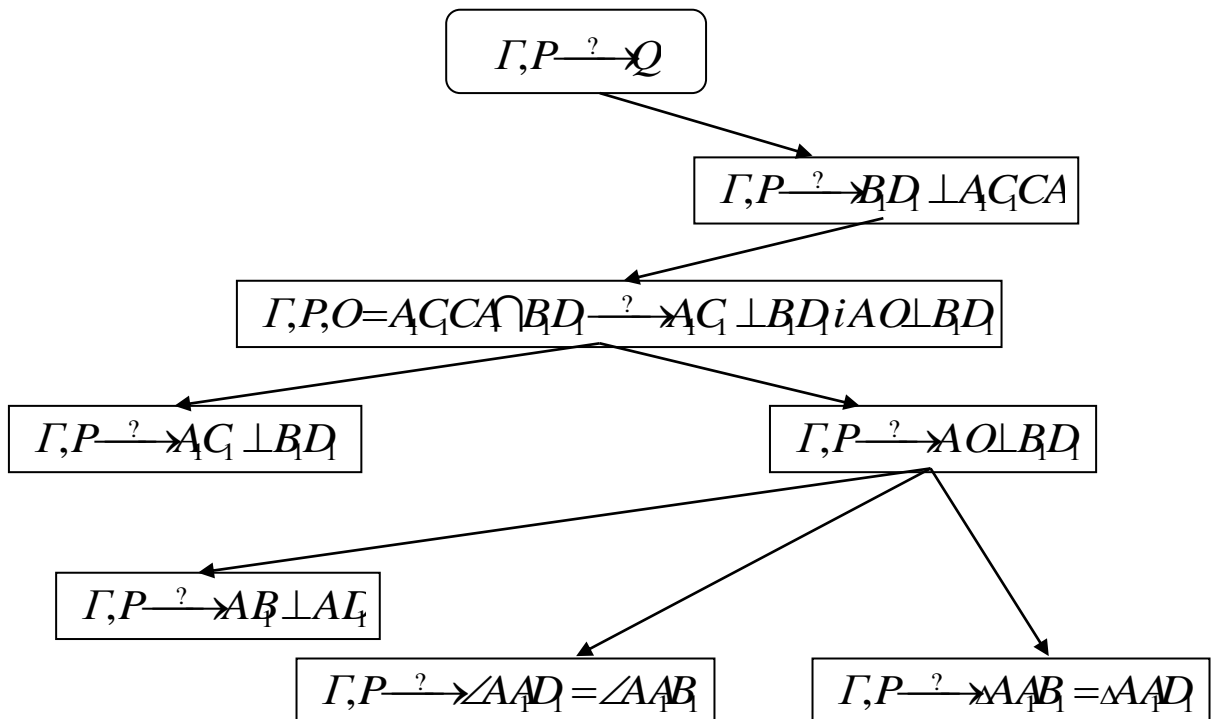 Γ,P —?→ Q
Γ,P —?→ B₁D₁ ⊥ A₁C₁CA
Γ,P,O=A₁C₁CA⋂B₁D₁ —?→ A₁C₁ ⊥ B₁D₁ i AO⊥B₁D₁
Γ,P —?→ A₁C₁ ⊥ B₁D₁
Γ,P —?→ AO⊥B₁D₁
Γ,P —?→ AB₁ ⊥ AD₁
Γ,P —?→ ∠AA₁D₁ = ∠AA₁B₁
Γ,P —?→ ΔAA₁B₁ = ΔAA₁D₁